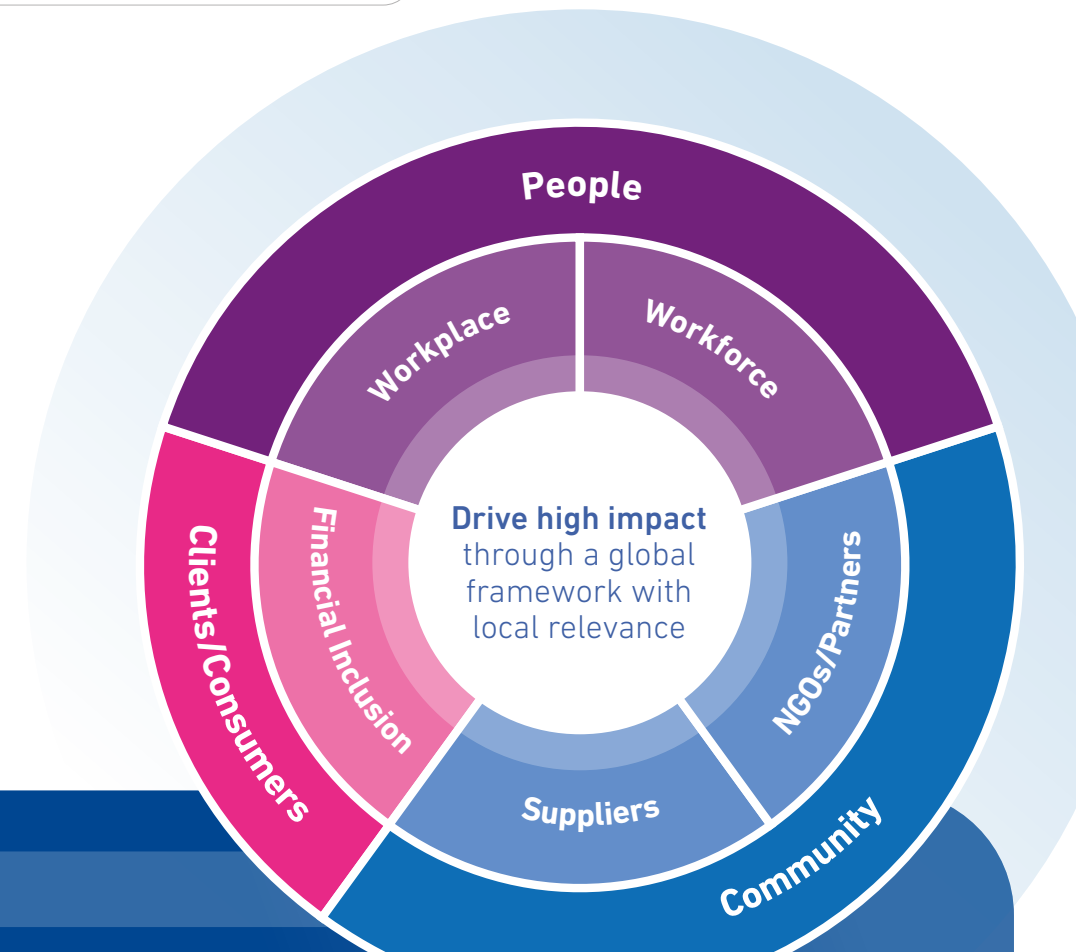 People
Workplace
Workforce
Clients/Consumers
Financial Inclusion
Drive high impact
through a global
framework with
local relevance
NGOs/Partners
Suppliers
Community